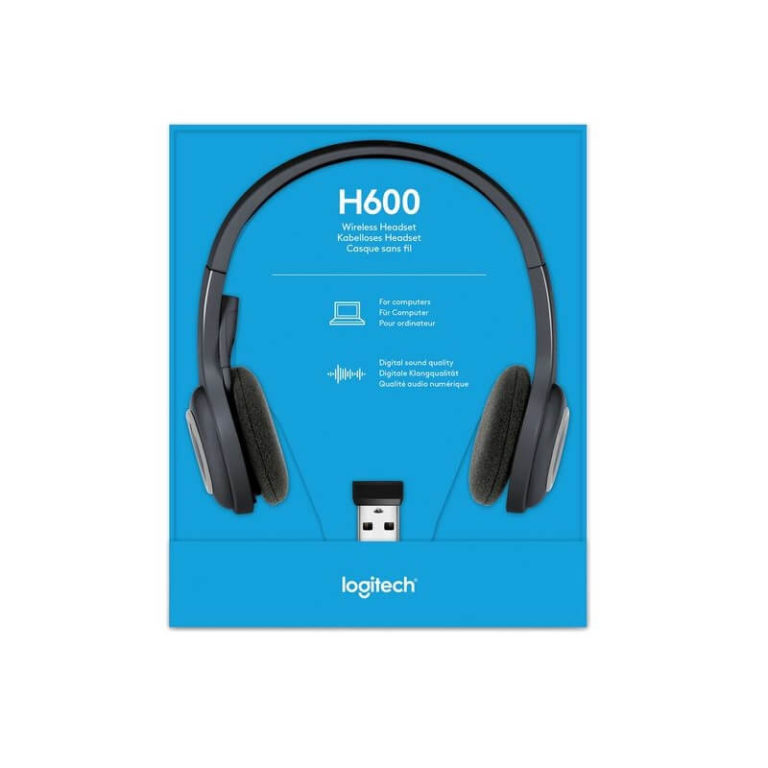 H600
Wireless Headset
Kabelloses Headset
Casque sans fil
For computers
Für Computer
Pour ordinateur
Digital sound quality
Digitale Klangqualität
Qualité audio numérique
logitech